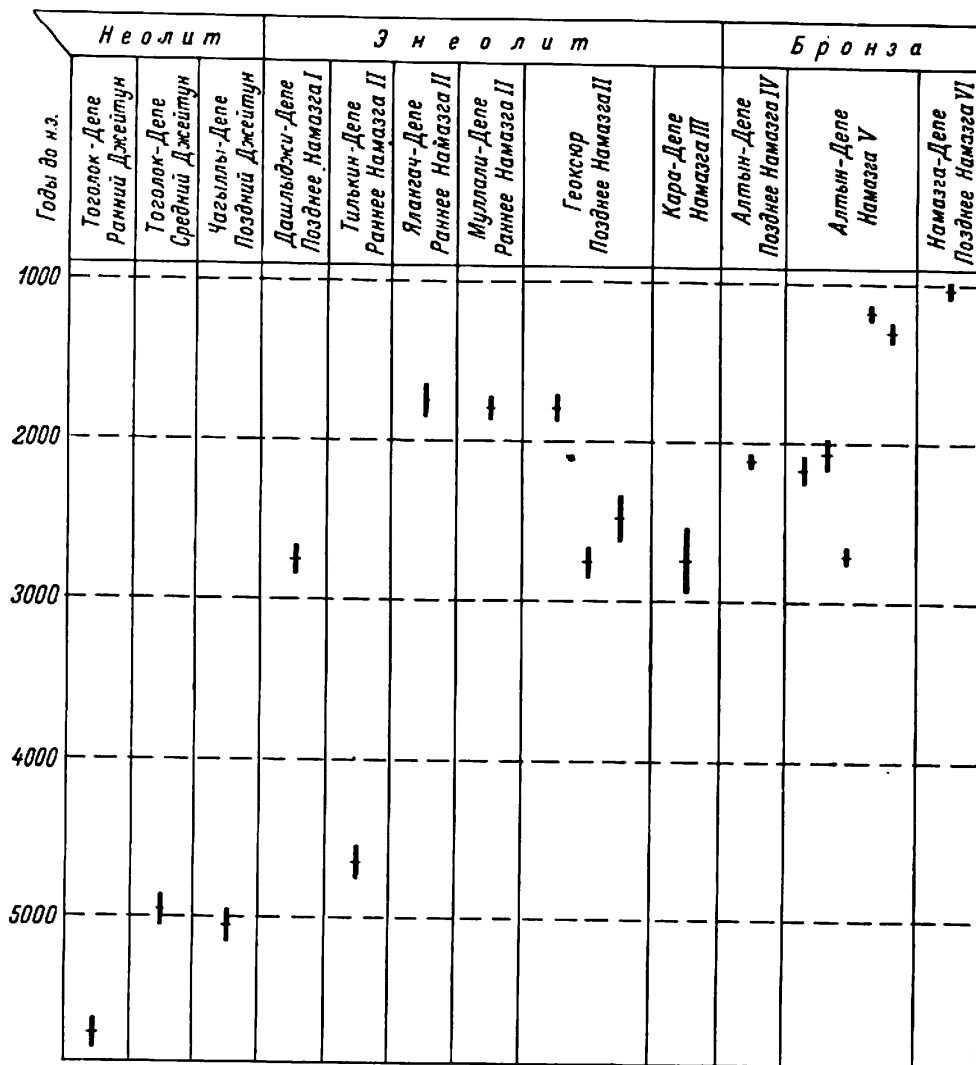 Неолит
Энеолит
Бронза
Годы до н.э.
Тоголок-Депе
Ранний Джейтун
Тоголок-Депе
Средний Джейтун
Чагыллы-Депе
Поздний Джейтун
Дашлыджи-Депе
Позднее Намазга I
Тилькин-Депе
Раннее Намазга II
Ялангач-Депе
Раннее Намазга II
Муллали-Депе
Раннее Намазга II
Геоксюр
Позднее Намазга II
Кара-Депе
Намазга III
Алтын-Депе
Позднее Намазга IV
Алтын-Депе
Намазга V
Намазга-Депе
Позднее Намазга VI
1000
2000
3000
4000
5000